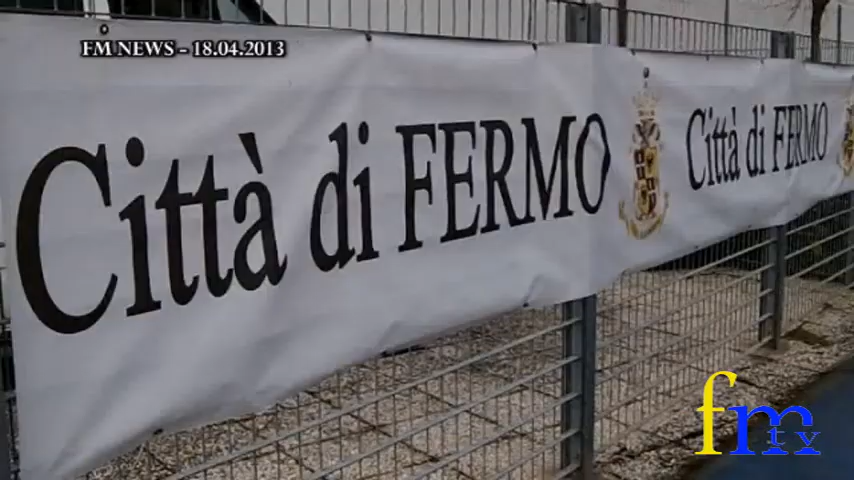 FM NEWS - 18.04.2013
Città di FERMO
Città di FERMO
fm
tv